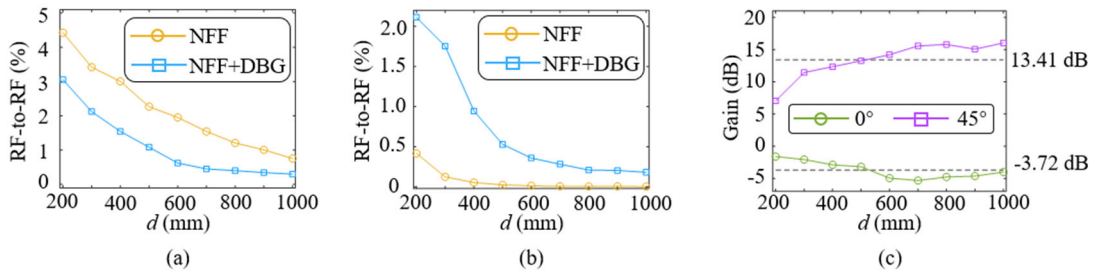 5
4
3
2
1
0
RF-to-RF (%)
NFF
NFF+DBG
200
400
600
800
1000
d (mm)
(a)
2.0
1.5
1.0
0.5
0
RF-to-RF (%)
NFF
NFF+DBG
200
400
600
800
1000
d (mm)
(b)
20
15
10
5
0
-5
Gain (dB)
13.41 dB
0° 45°
-3.72 dB
200
400
600
800
1000
d (mm)
(c)